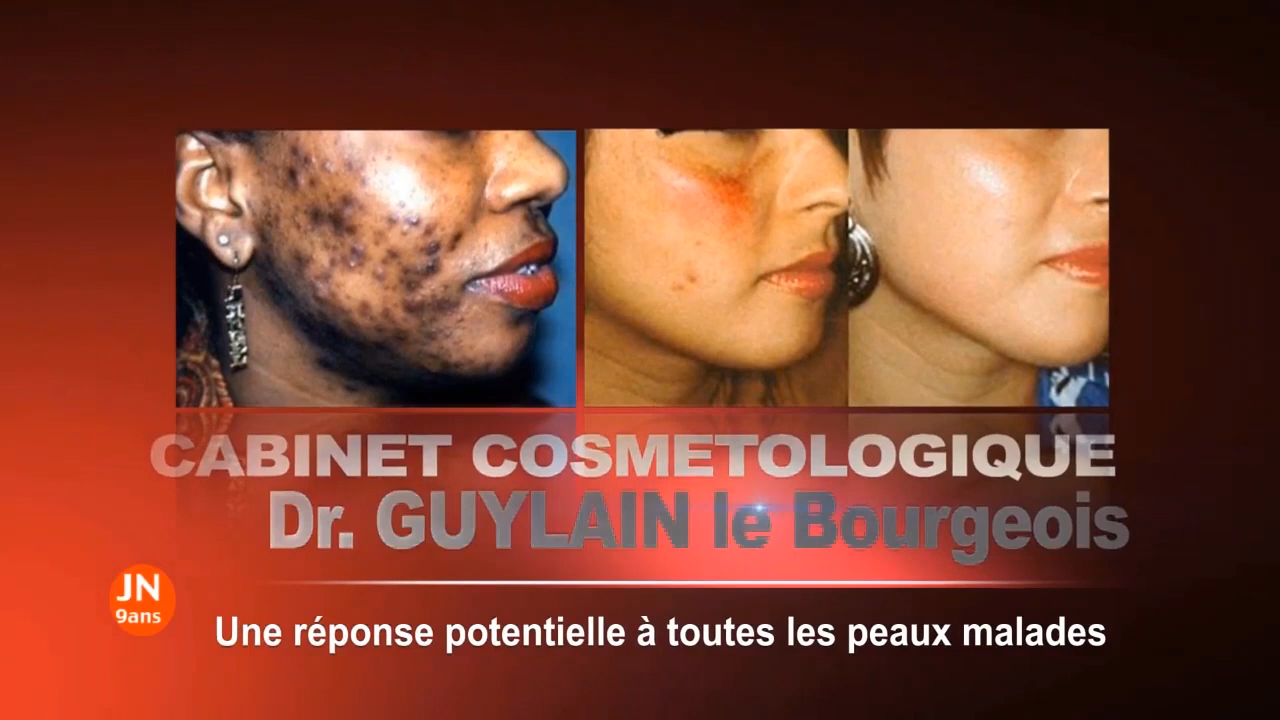 CABINET COSMETOLOGIQUE
Dr. GUYLAIN le Bourgeois
JN
9ans
Une réponse potentielle à toutes les peaux malades